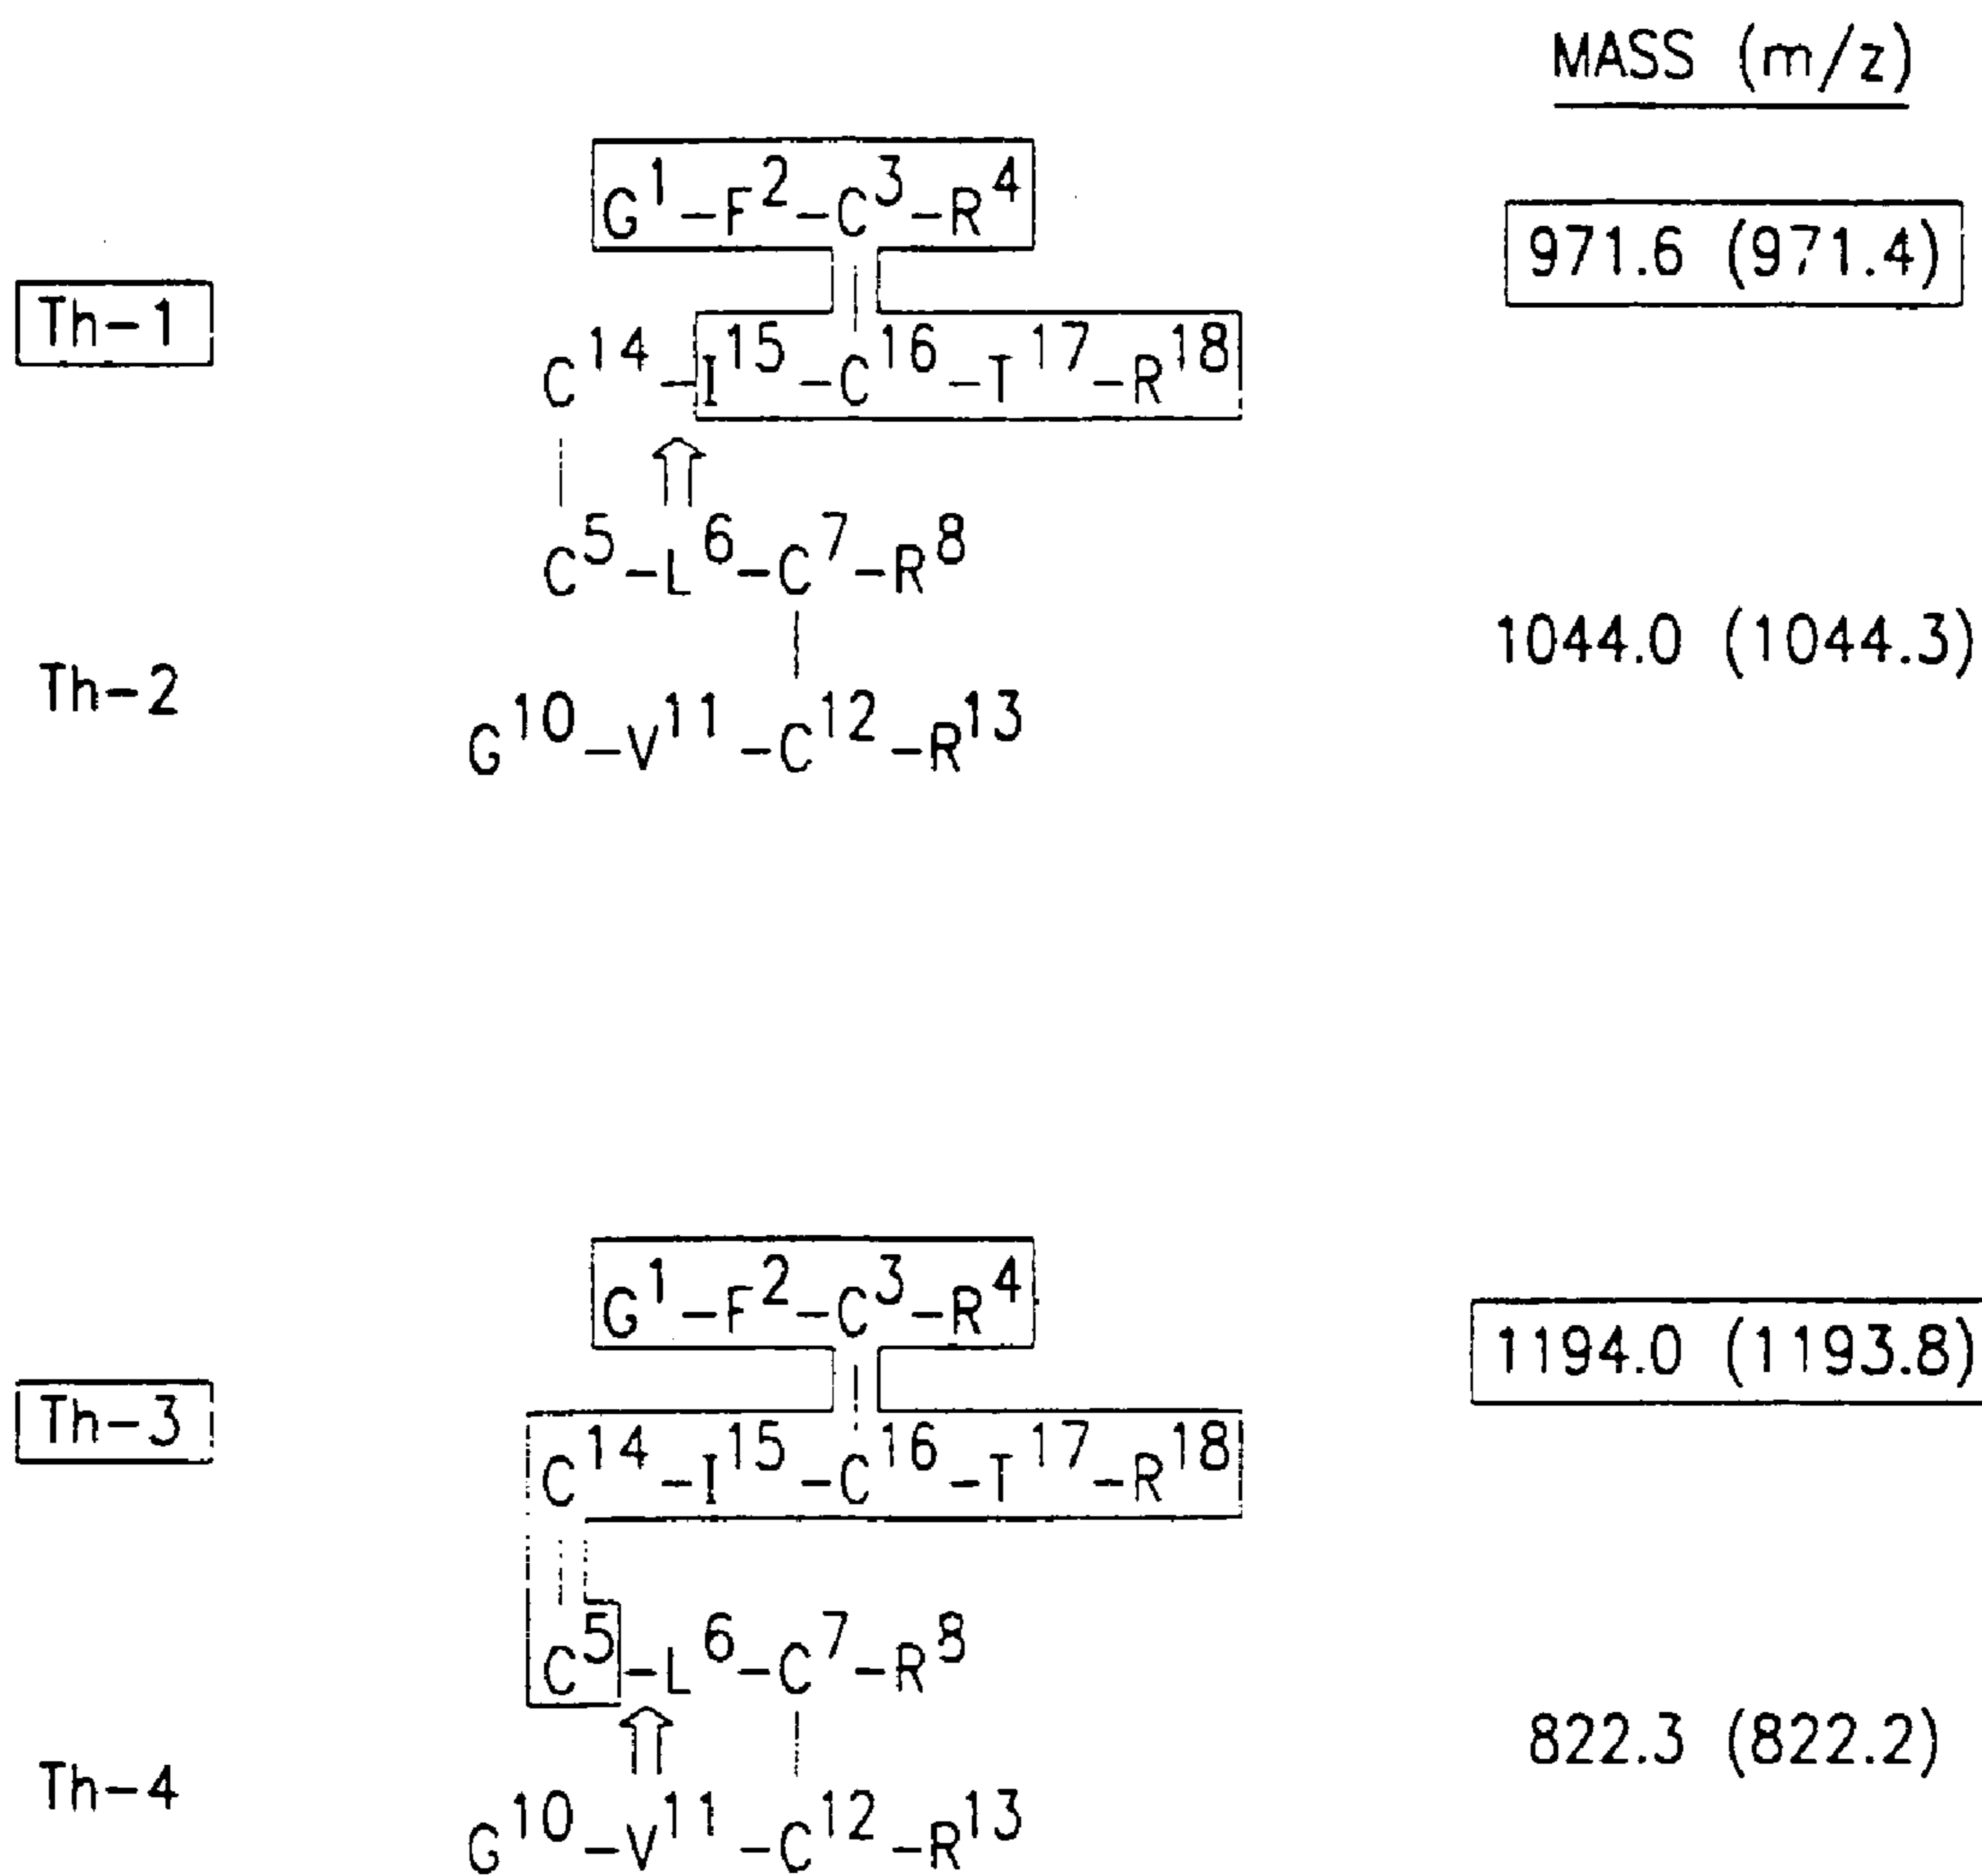 MASS (m/z)
G¹–F²–C³–R⁴
971.6 (971.4)
Th–1
C¹⁴–I¹⁵–C¹⁶–T¹⁷–R¹⁸
C⁵–L⁶–C⁷–R⁸
1044.0 (1044.3)
Th–2
G¹⁰–V¹¹–C¹²–R¹³
G¹–F²–C³–R⁴
1194.0 (1193.8)
Th–3
C¹⁴–I¹⁵–C¹⁶–T¹⁷–R¹⁸
C⁵–L⁶–C⁷–R⁸
822.3 (822.2)
Th–4
G¹⁰–V¹¹–C¹²–R¹³